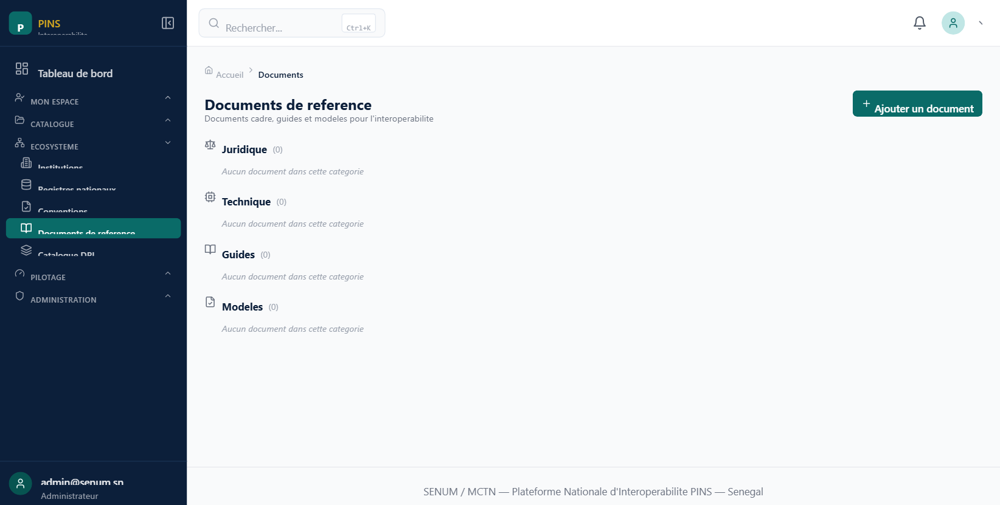 P
PINS
Interoperabilite
Tableau de bord
MON ESPACE
CATALOGUE
ECOSYSTEME
Institutions
Registres nationaux
Conventions
Documents de reference
Catalogue DPI
PILOTAGE
ADMINISTRATION
admin@senum.sn
Administrateur
Rechercher...
Ctrl+K
Accueil
Documents
Documents de reference
Documents cadre, guides et modeles pour l'interoperabilite
Ajouter un document
Juridique (0)
Aucun document dans cette categorie
Technique (0)
Aucun document dans cette categorie
Guides (0)
Aucun document dans cette categorie
Modeles (0)
Aucun document dans cette categorie
SENUM / MCTN — Plateforme Nationale d'Interoperabilite PINS — Senegal